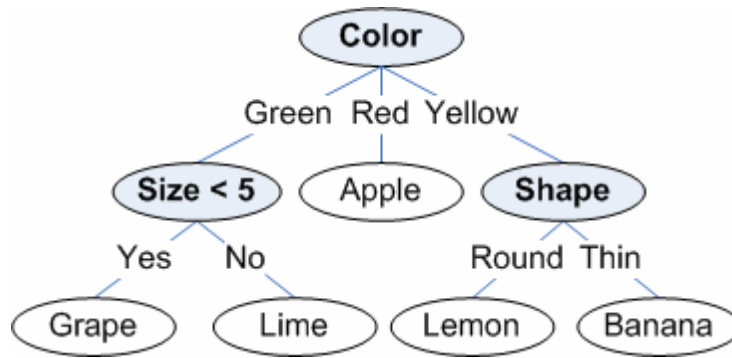 Color
Green Red Yellow
Size < 5 Apple Shape
Yes No Round Thin
Grape Lime Lemon Banana